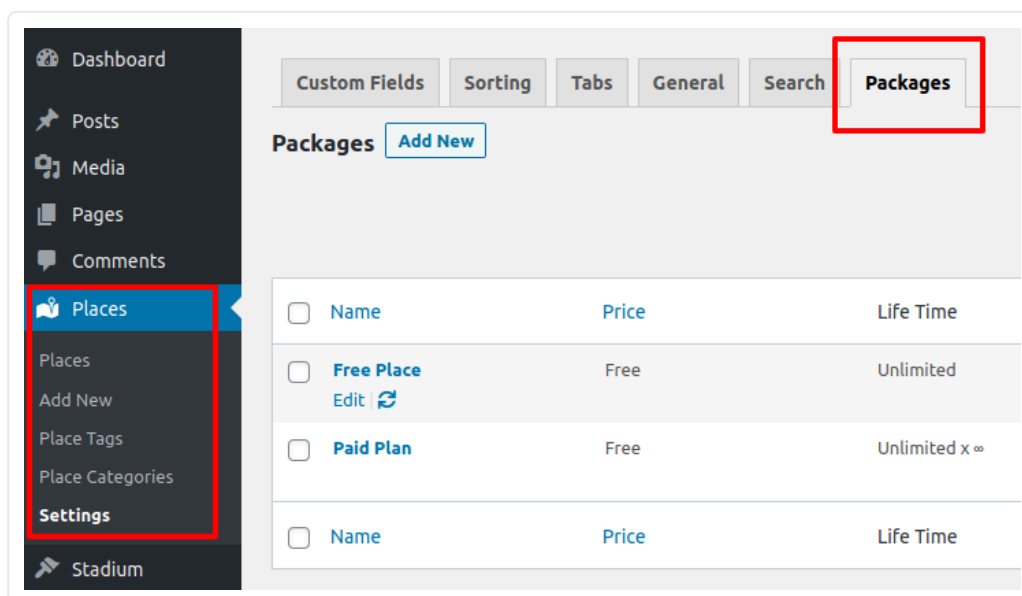 Dashboard
Posts
Media
Pages
Comments
Places
Places
Add New
Place Tags
Place Categories
Settings
Stadium
Custom Fields Sorting Tabs General Search Packages
Packages Add New
Name Price Life Time
Free Place Free Unlimited
Edit |
Paid Plan Free Unlimited x ∞
Name Price Life Time